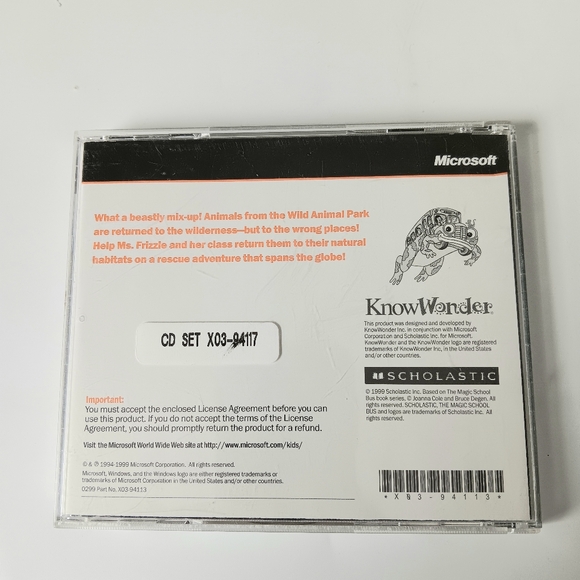 Microsoft
What a beastly mix-up! Animals from the Wild Animal Park
are returned to the wilderness—but to the wrong places!
Help Ms. Frizzle and her class return them to their natural
habitats on a rescue adventure that spans the globe!
KnowWonder
This product was designed and developed by
KnowWonder Inc. in conjunction with Microsoft
Corporation and Scholastic Inc. for Microsoft.
KnowWonder and the KnowWonder logo are registered
trademarks of KnowWonder Inc, in the United States
and/or other countries.
CD SET X03-94117
SCHOLASTIC
© 1999 Scholastic Inc. Based on The Magic School
Bus book series, © Joanna Cole and Bruce Degen. All
rights reserved. SCHOLASTIC, THE MAGIC SCHOOL
BUS and logos are trademarks of Scholastic Inc. All
rights reserved.
Important:
You must accept the enclosed License Agreement before you can
use this product. If you do not accept the terms of the License
Agreement, you should promptly return the product for a refund.
Visit the Microsoft World Wide Web site at http://www.microsoft.com/kids/
© & ℗ 1994-1999 Microsoft Corporation. All rights reserved.
Microsoft, Windows, and the Windows logo are either registered trademarks or
trademarks of Microsoft Corporation in the United States and/or other countries.
0299 Part No. X03-94113
*X03-94113*